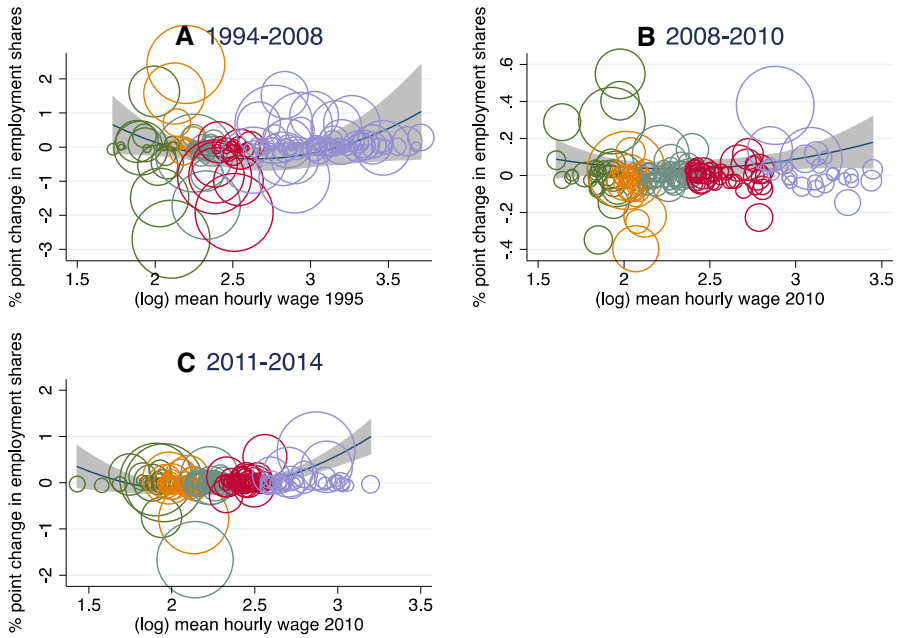 A 1994-2008
% point change in employment shares
2
1
0
-1
-2
-3
1.5 2 2.5 3 3.5
(log) mean hourly wage 1995
B 2008-2010
% point change in employment shares
.6
.4
.2
0
-.2
-.4
1.5 2 2.5 3 3.5
(log) mean hourly wage 2010
C 2011-2014
% point change in employment shares
2
1
0
-1
-2
1.5 2 2.5 3 3.5
(log) mean hourly wage 2010